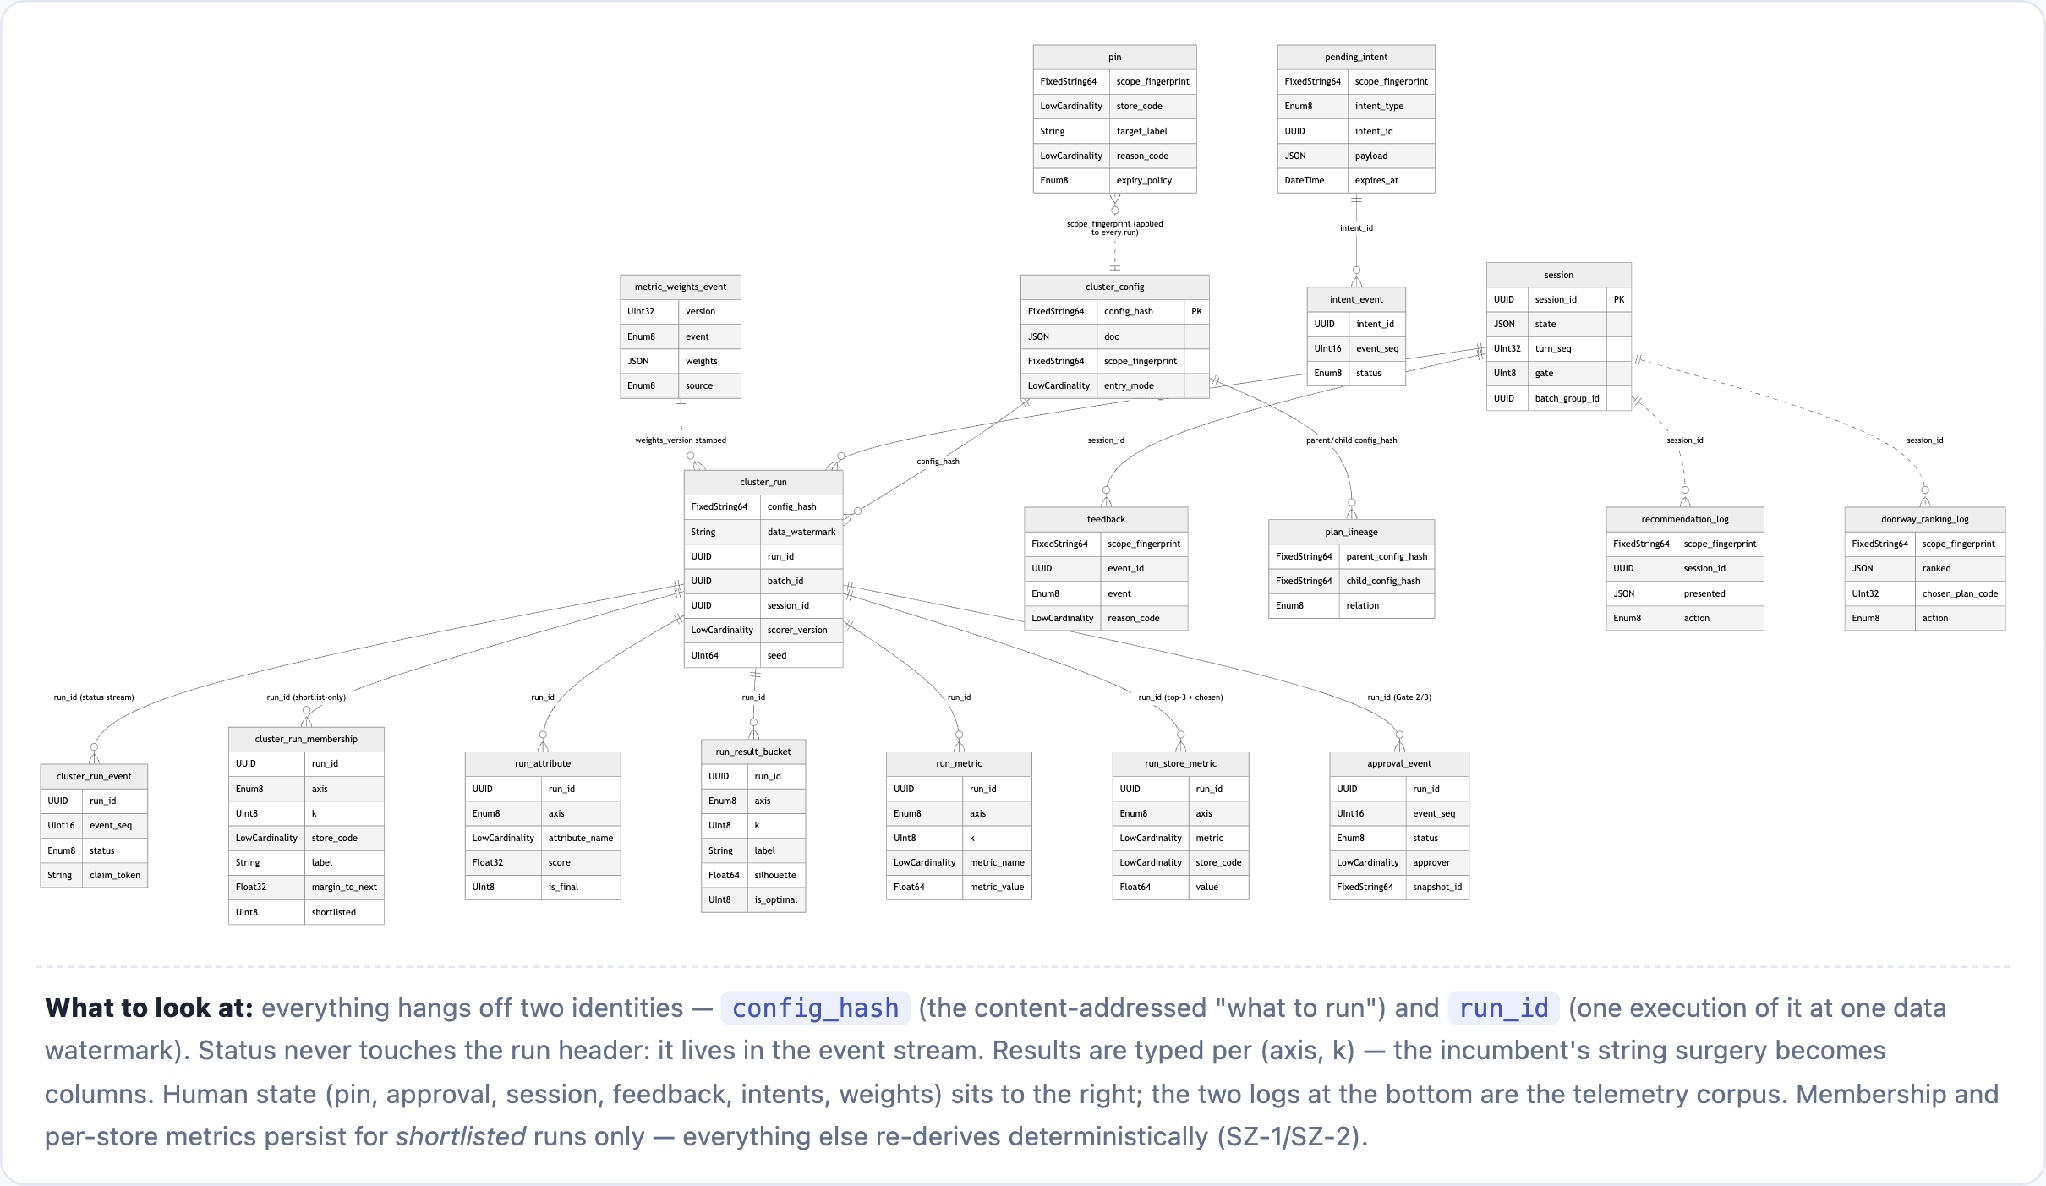 pin
FixedString64 scope_fingerprint
LowCardinality store_code
String target_label
LowCardinality reason_code
Enum8 expiry_policy
pending_intent
FixedString64 scope_fingerprint
Enum8 intent_type
UUID intent_id
JSON payload
DateTime expires_at
scope_fingerprint (applied
to every run)
intent_id
metric_weights_event
UInt32 version
Enum8 event
JSON weights
Enum8 source
cluster_config
FixedString64 config_hash PK
JSON doc
FixedString64 scope_fingerprint
LowCardinality entry_mode
intent_event
UUID intent_id
UInt16 event_seq
Enum8 status
session
UUID session_id PK
JSON state
UInt32 turn_seq
UInt8 gate
UUID batch_group_id
weights_version stamped
config_hash
session_id
parent/child config_hash
session_id
session_id
cluster_run
FixedString64 config_hash
String data_watermark
UUID run_id
UUID batch_id
UUID session_id
LowCardinality scorer_version
UInt64 seed
feedback
FixedString64 scope_fingerprint
UUID event_id
Enum8 event
LowCardinality reason_code
plan_lineage
FixedString64 parent_config_hash
FixedString64 child_config_hash
Enum8 relation
recommendation_log
FixedString64 scope_fingerprint
UUID session_id
JSON presented
Enum8 action
doorway_ranking_log
FixedString64 scope_fingerprint
JSON ranked
UInt32 chosen_plan_code
Enum8 action
run_id (status stream)
run_id (shortlist-only)
run_id
run_id
run_id
run_id (top-3 + chosen)
run_id (Gate 2/3)
cluster_run_event
UUID run_id
UInt16 event_seq
Enum8 status
String claim_token
cluster_run_membership
UUID run_id
Enum8 axis
UInt8 k
LowCardinality store_code
String label
Float32 margin_to_next
UInt8 shortlisted
run_attribute
UUID run_id
Enum8 axis
LowCardinality attribute_name
Float32 score
UInt8 is_final
run_result_bucket
UUID run_id
Enum8 axis
UInt8 k
String label
Float64 silhouette
UInt8 is_optimal
run_metric
UUID run_id
Enum8 axis
UInt8 k
LowCardinality metric_name
Float64 metric_value
run_store_metric
UUID run_id
Enum8 axis
LowCardinality metric
LowCardinality store_code
Float64 value
approval_event
UUID run_id
UInt16 event_seq
Enum8 status
LowCardinality approver
FixedString64 snapshot_id
What to look at: everything hangs off two identities — config_hash (the content-addressed "what to run") and run_id (one execution of it at one data
watermark). Status never touches the run header: it lives in the event stream. Results are typed per (axis, k) — the incumbent's string surgery becomes
columns. Human state (pin, approval, session, feedback, intents, weights) sits to the right; the two logs at the bottom are the telemetry corpus. Membership and
per-store metrics persist for shortlisted runs only — everything else re-derives deterministically (SZ-1/SZ-2).